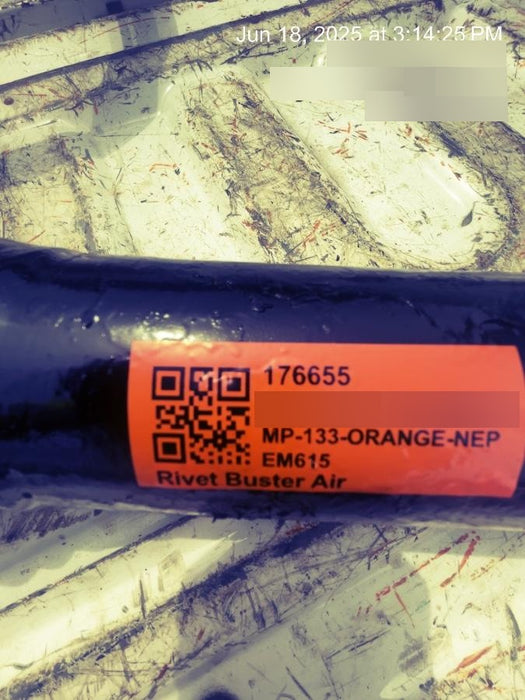 Jun 18, 2025 at 3:14:25 PM
176655
MP-133-ORANGE-NEP
EM615
Rivet Buster Air